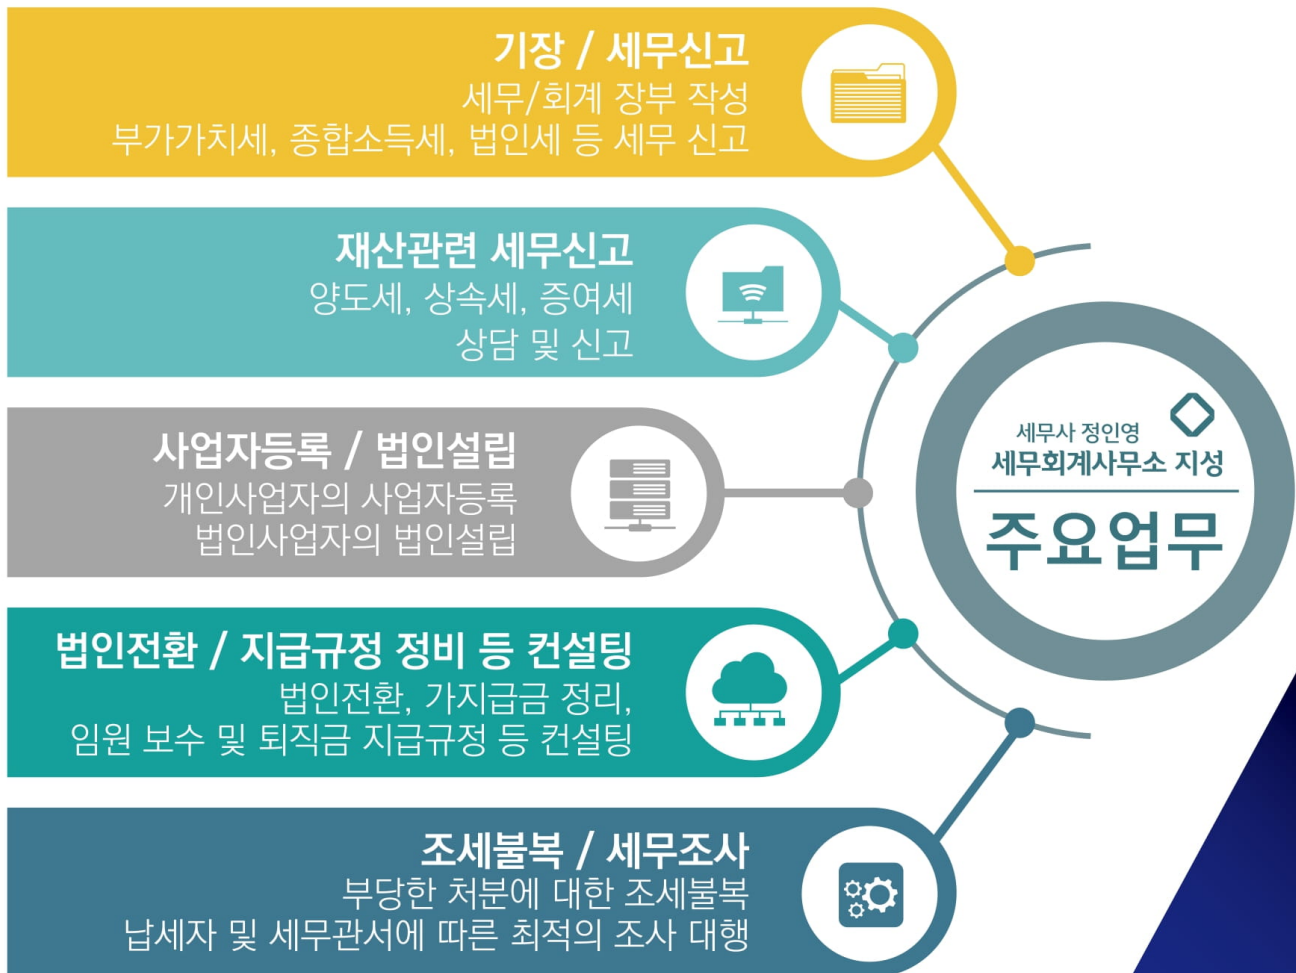 기장 / 세무신고
세무/회계 장부 작성
부가가치세, 종합소득세, 법인세 등 세무 신고
재산관련 세무신고
양도세, 상속세, 증여세
상담 및 신고
사업자등록 / 법인설립
개인사업자의 사업자등록
법인사업자의 법인설립
법인전환 / 지급규정 정비 등 컨설팅
법인전환, 가지급금 정리,
임원 보수 및 퇴직금 지급규정 등 컨설팅
조세불복 / 세무조사
부당한 처분에 대한 조세불복
납세자 및 세무관서에 따른 최적의 조사 대행
세무사 정인영
세무회계사무소 지성
주요업무